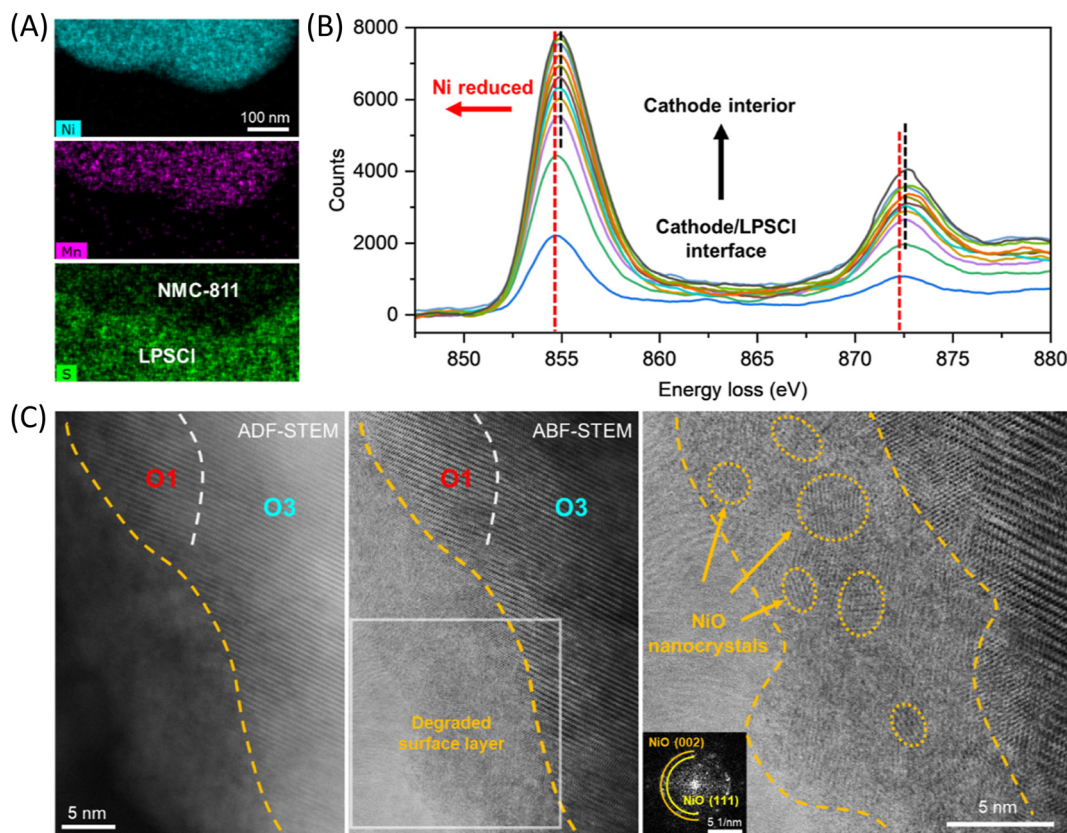 (A)
Ni
100 nm
Mn
NMC-811
LPSCl
S
(B)
8000
6000
4000
2000
0
Counts
Ni reduced
Cathode interior
Cathode/LPSCl
interface
850
855
860
865
870
875
880
Energy loss (eV)
(C)
ADF-STEM
O1
O3
5 nm
ABF-STEM
O1
O3
Degraded
surface layer
NiO
nanocrystals
NiO (002)
NiO (111)
5 1/nm
5 nm